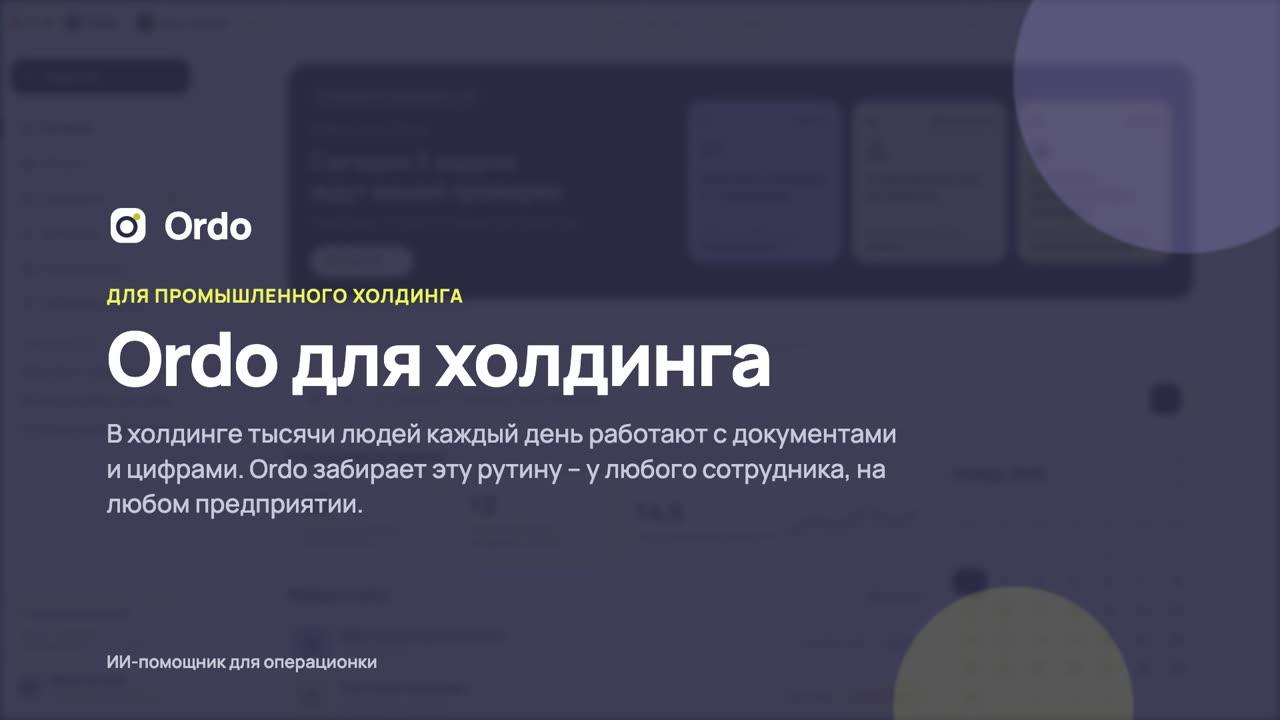 Ordo
ДЛЯ ПРОМЫШЛЕННОГО ХОЛДИНГА
Ordo для холдинга
В холдинге тысячи людей каждый день работают с документами
и цифрами. Ordo забирает эту рутину – у любого сотрудника, на
любом предприятии.
ИИ-помощник для операционки